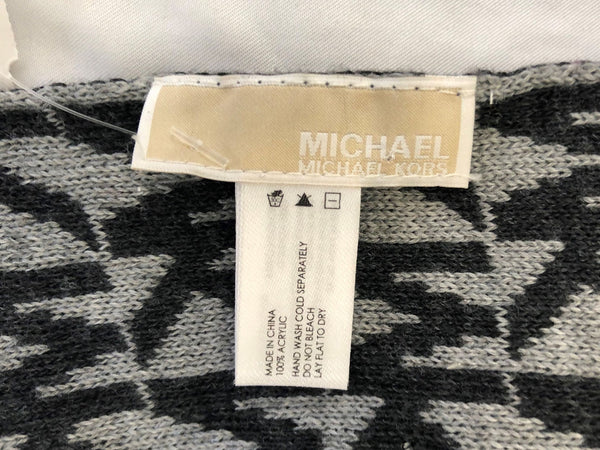 MICHAEL
MICHAEL KORS
MADE IN CHINA
100% ACRYLIC
HAND WASH COLD SEPARATELY
DO NOT BLEACH
LAY FLAT TO DRY